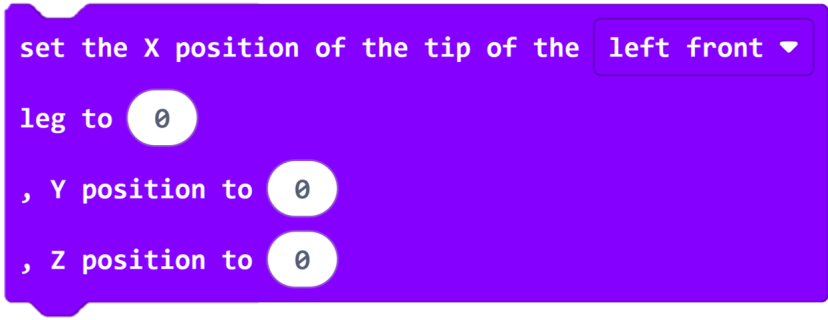 set the X position of the tip of the left front
leg to 0
, Y position to 0
, Z position to 0